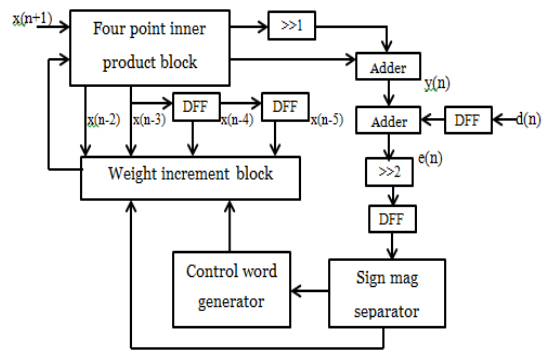 x(n+1)
Four point inner
product block
>>1
Adder
y(n)
x(n-2)
x(n-3)
DFF
x(n-4)
DFF
x(n-5)
Adder
DFF
d(n)
Weight increment block
e(n)
>>2
DFF
Control word
generator
Sign mag
separator